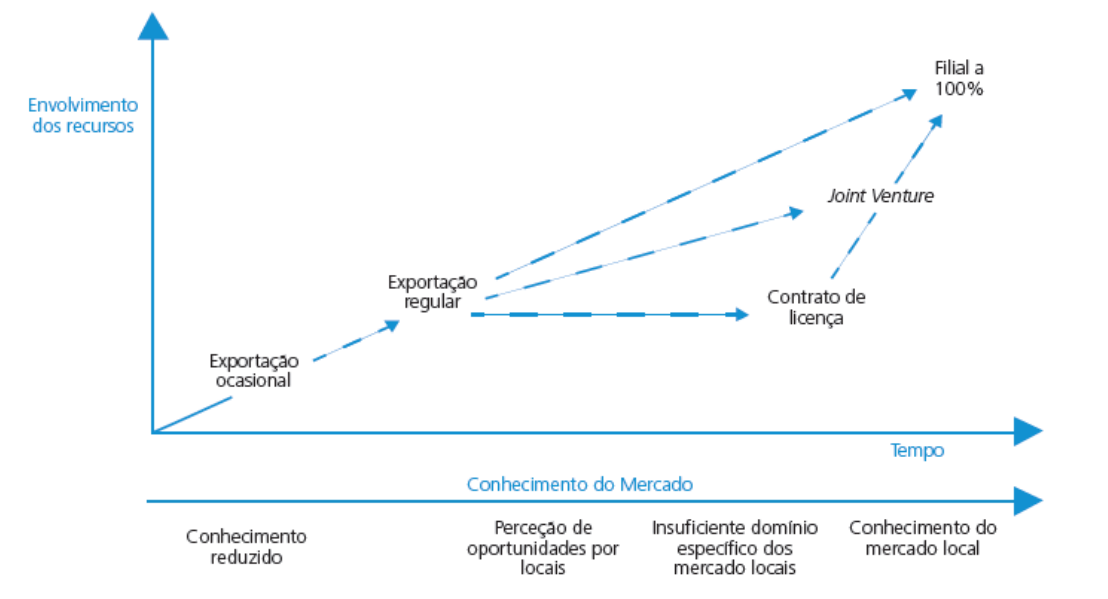 Filial a
100%
Envolvimento
dos recursos
Joint Venture
Exportação
regular
Contrato de
licença
Exportação
ocasional
Tempo
Conhecimento do Mercado
Conhecimento
reduzido
Perceção de
oportunidades por
locais
Insuficiente domínio
específico dos
mercado locais
Conhecimento do
mercado local